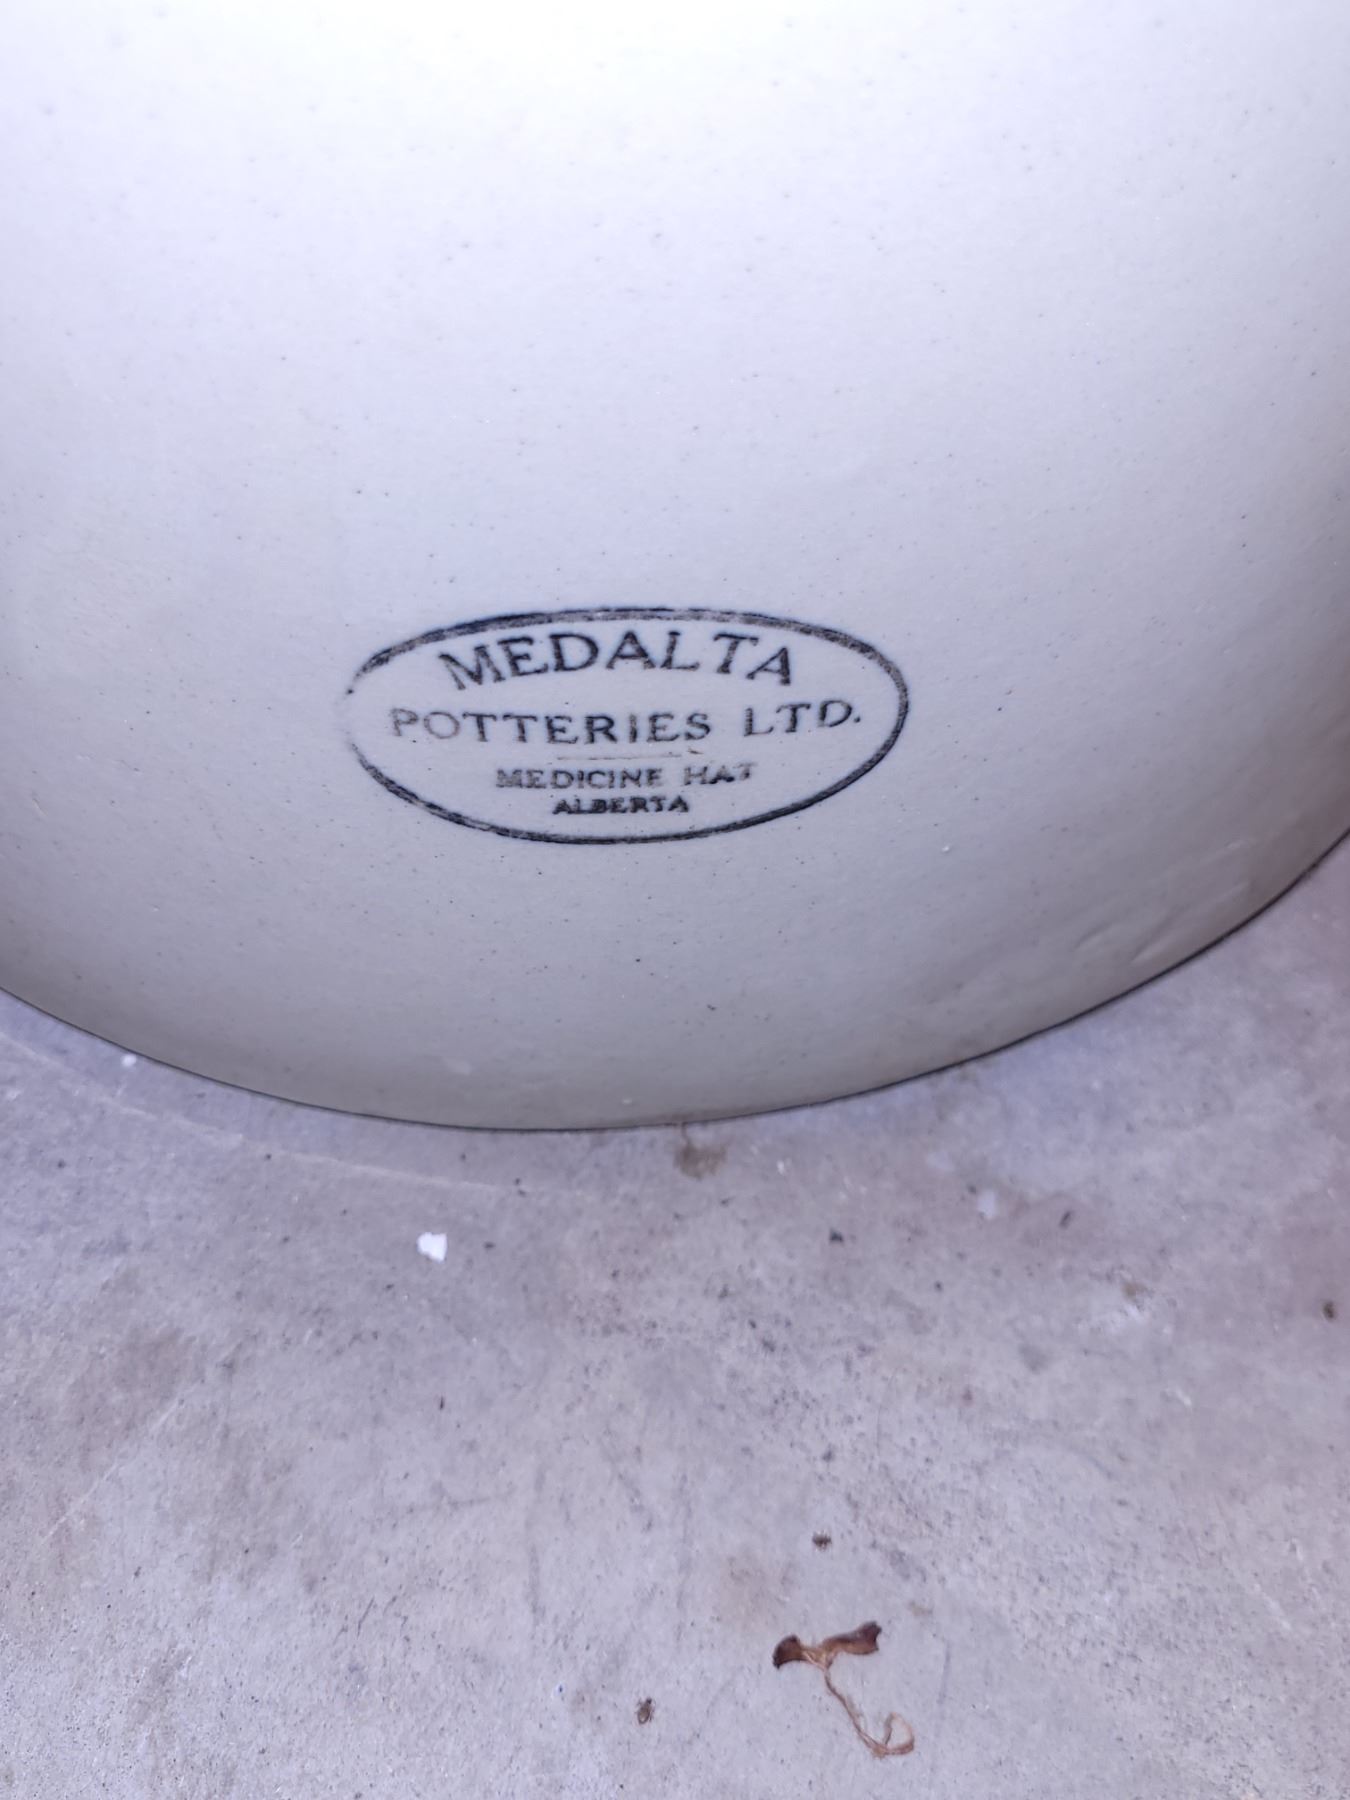 MEDALTA
POTTERIES LTD.
MEDICINE HAT
ALBERTA